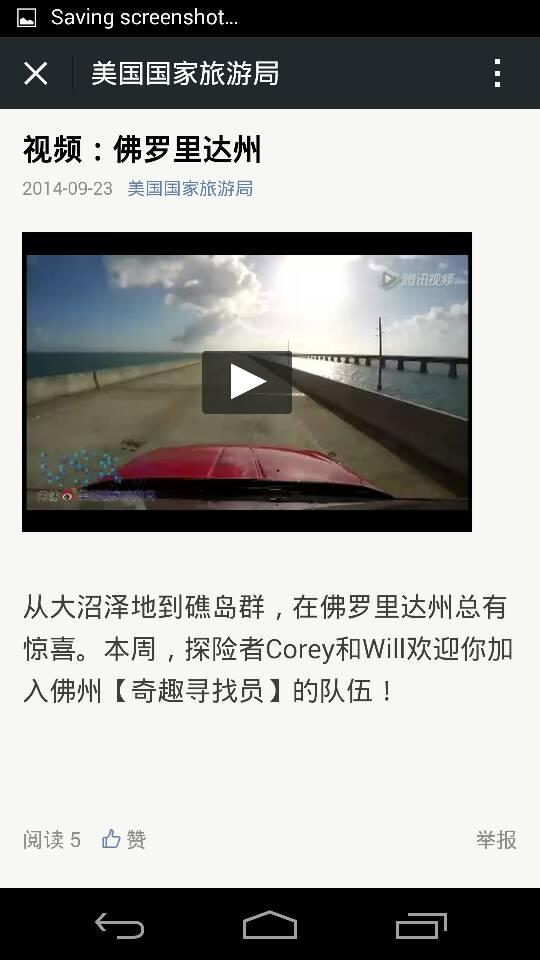 Saving screenshot...
美国国家旅游局
视频：佛罗里达州
2014-09-23 美国国家旅游局
腾讯视频
USA
从大沼泽地到礁岛群，在佛罗里达州总有
惊喜。本周，探险者Corey和Will欢迎你加
入佛州【奇趣寻找员】的队伍！
阅读 5 赞
举报